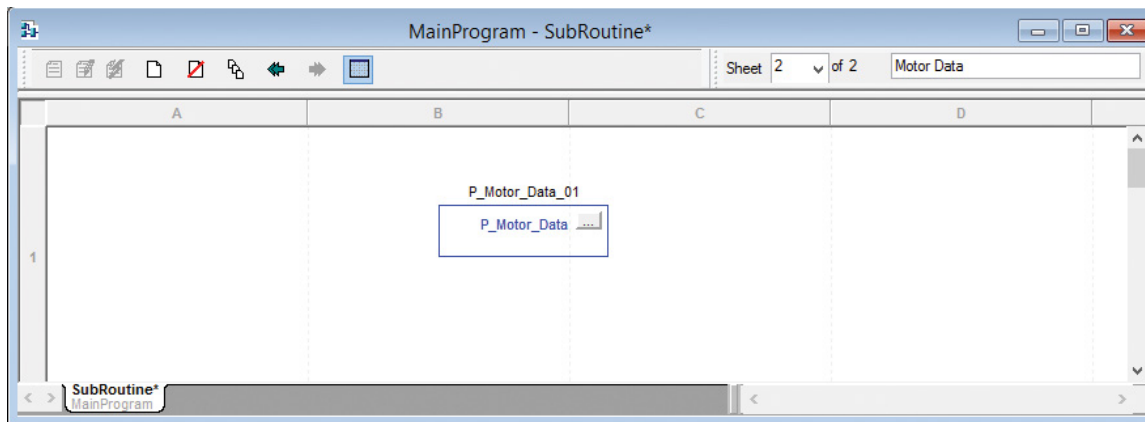 MainProgram - SubRoutine*
Sheet 2 of 2 Motor Data
A B C D
P_Motor_Data_01
P_Motor_Data ...
1
SubRoutine*
MainProgram